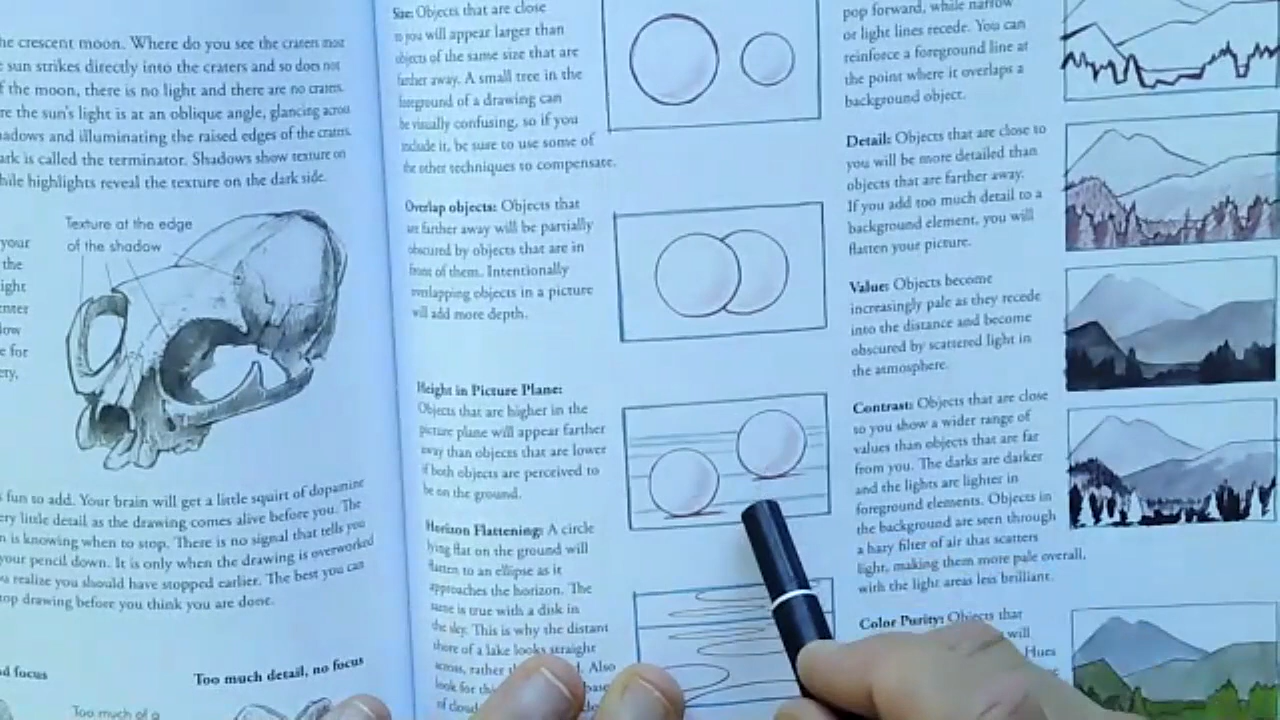 he crescent moon. Where do you see the craters most
sun strikes directly into the craters and so does not
f the moon, there is no light and there are no craters.
re the sun's light is at an oblique angle, glancing across
adows and illuminating the raised edges of the craters.
ark is called the terminator. Shadows show texture on
hile highlights reveal the texture on the dark side.
Texture at the edge
of the shadow
your
the
ight
enter
low
e for
ety,
fun so add. Your brain will get a little squirt of dopamine
ery little detail as the drawing comes alive before you. The
n is knowing when to stop. There is no signal that tells you
your pencil down. It is only when the drawing is overworked
u realize you should have stopped earlier. The best you can
top drawing before you think you are done.
d focus
Too much detail, no focus
Too much of a
Size: Objects that are close
to you will appear larger than
objects of the same size that are
farther away. A small tree in the
foreground of a drawing can
be visually confusing, so if you
include it, be sure to use some of
the other techniques to compensate.
Overlap objects: Objects that
are farther away will be partially
obscured by objects that are in
front of them. Intentionally
overlapping objects in a picture
will add more depth.
Height in Picture Plane:
Objects that are higher in the
picture plane will appear farther
away than objects that are lower
if both objects are perceived to
be on the ground.
Horizon Flattening: A circle
lying flat on the ground will
flatten to an ellipse as it
approaches the horizon. The
same is true with a disk in
the sky. This is why the distant
shore of a lake looks straight
across, rather Also
look for base
of cloud
pop forward, while narrow
or light lines recede. You can
reinforce a foreground line at
the point where it overlaps a
background object.
Detail: Objects that are close to
you will be more detailed than
objects that are farther away.
If you add too much detail to a
background element, you will
flatten your picture.
Value: Objects become
increasingly pale as they recede
into the distance and become
obscured by scattered light in
the atmosphere.
Contrast: Objects that are close
so you show a wider range of
values than objects that are far
from you. The darks are darker
and the lights are lighter in
foreground elements. Objects in
the background are seen through
a hazy filter of air that scatters
light, making them more pale overall,
with the light areas less brilliant.
Color Purity: Objects that
will
Hues